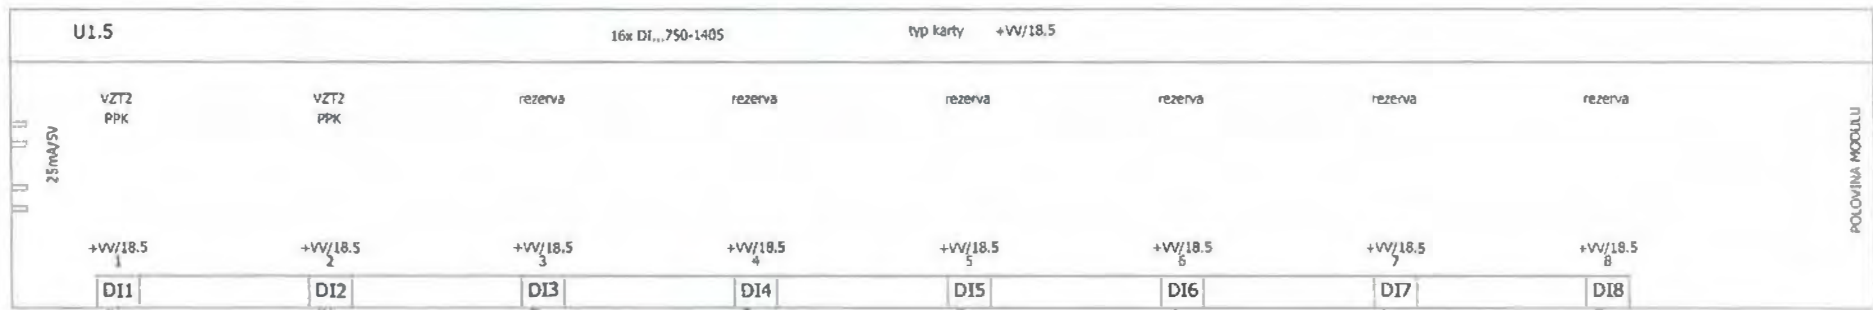 U1.5 16x DI...750-1405 typ karty +VV/18.5
VZT2 VZT2 rezerva rezerva rezerva rezerva rezerva rezerva
PPK PPK
25mA/5V
POLOVINA MODULU
+VV/18.5 +VV/18.5 +VV/18.5 +VV/18.5 +VV/18.5 +VV/18.5 +VV/18.5 +VV/18.5
1 2 3 4 5 6 7 8
DI1 DI2 DI3 DI4 DI5 DI6 DI7 DI8